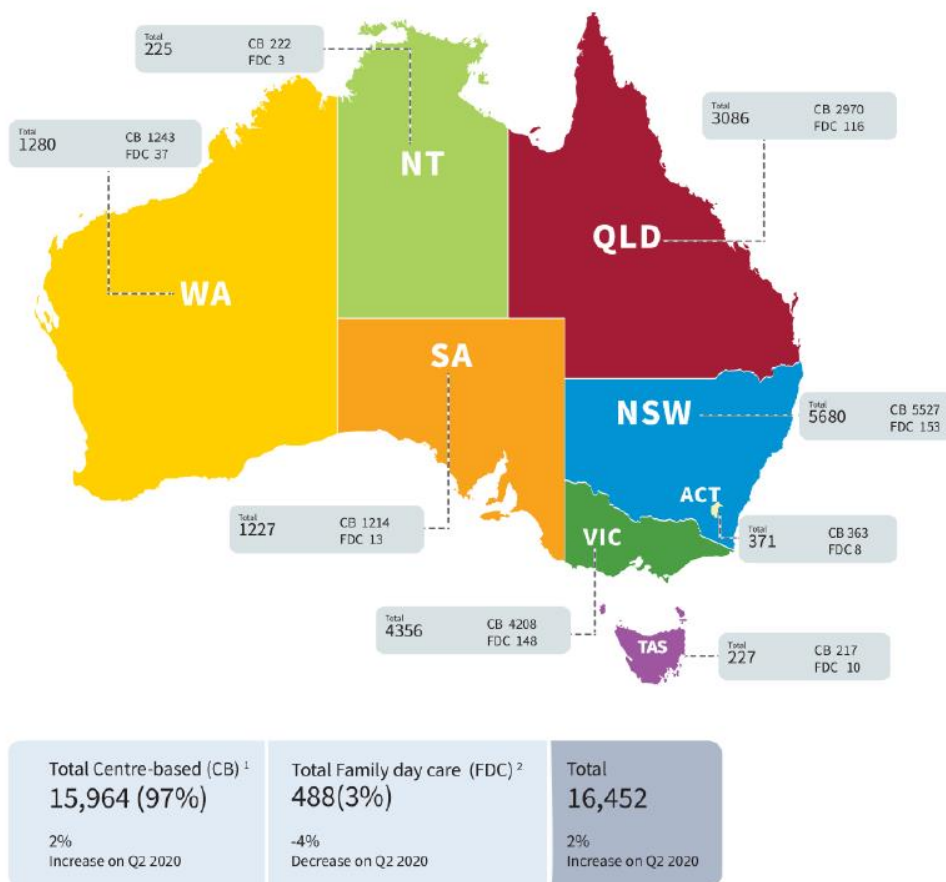 Total
225
CB 222
FDC 3
Total
3086
CB 2970
FDC 116
Total
1280
CB 1243
FDC 37
NT
QLD
WA
SA
NSW
Total
5680
CB 5527
FDC 153
ACT
Total
1227
CB 1214
FDC 13
VIC
Total
371
CB 363
FDC 8
Total
4356
CB 4208
FDC 148
TAS
Total
227
CB 217
FDC 10
Total Centre-based (CB) 1
15,964 (97%)
2%
Increase on Q2 2020
Total Family day care (FDC) 2
488(3%)
-4%
Decrease on Q2 2020
Total
16,452
2%
Increase on Q2 2020